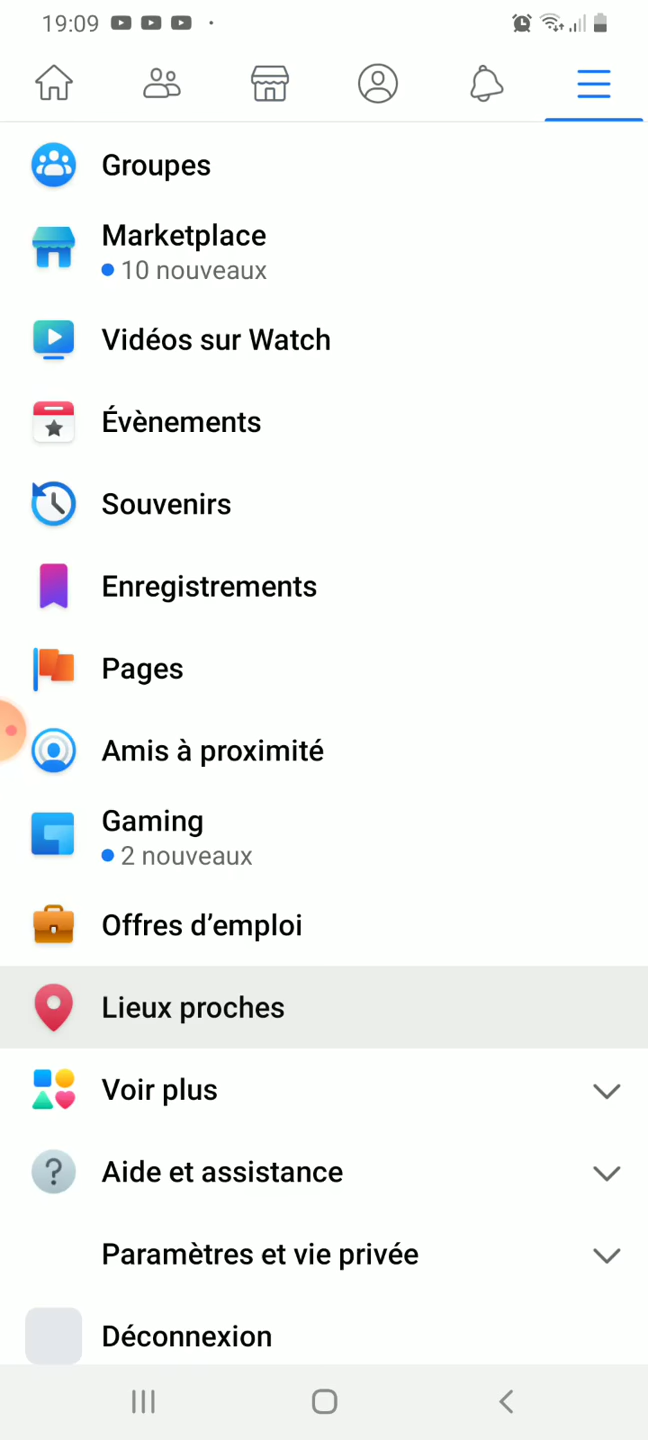 19:09
Groupes
Marketplace
10 nouveaux
Vidéos sur Watch
Évènements
Souvenirs
Enregistrements
Pages
Amis à proximité
Gaming
2 nouveaux
Offres d’emploi
Lieux proches
Voir plus
Aide et assistance
Paramètres et vie privée
Déconnexion